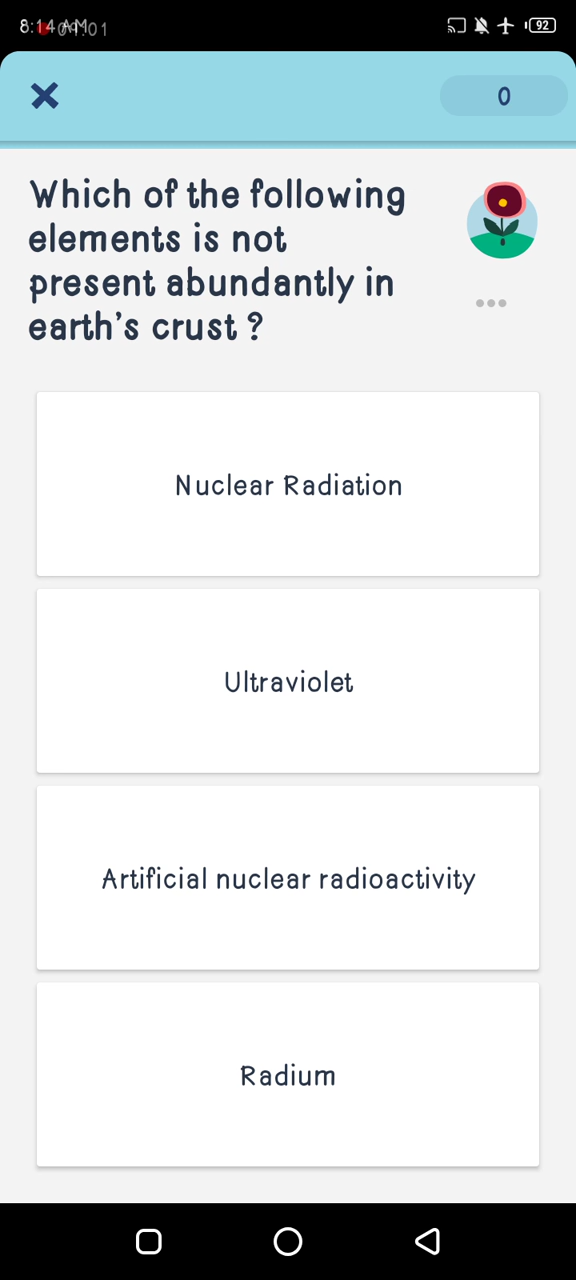 8:14 AM
92
0
Which of the following
elements is not
present abundantly in
earth's crust ?
Nuclear Radiation
Ultraviolet
Artificial nuclear radioactivity
Radium